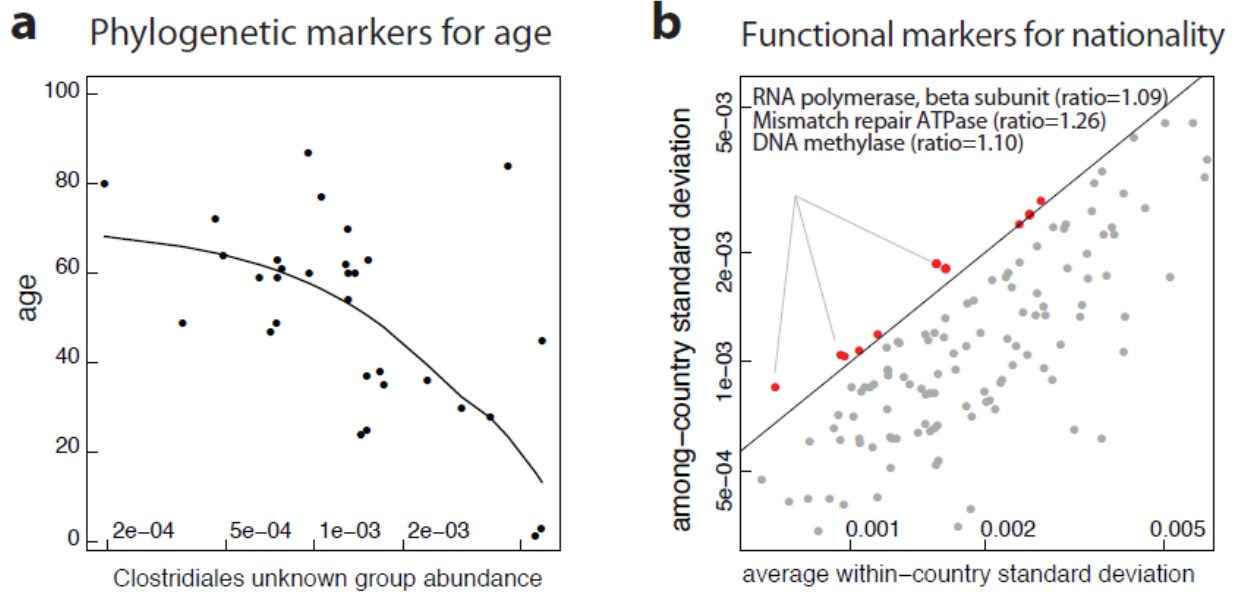 a Phylogenetic markers for age
100
80
60
40
20
0
age
2e−04 5e−04 1e−03 2e−03
Clostridiales unknown group abundance
b Functional markers for nationality
RNA polymerase, beta subunit (ratio=1.09)
Mismatch repair ATPase (ratio=1.26)
DNA methylase (ratio=1.10)
5e−03
2e−03
1e−03
5e−04
among−country standard deviation
0.001 0.002 0.005
average within−country standard deviation